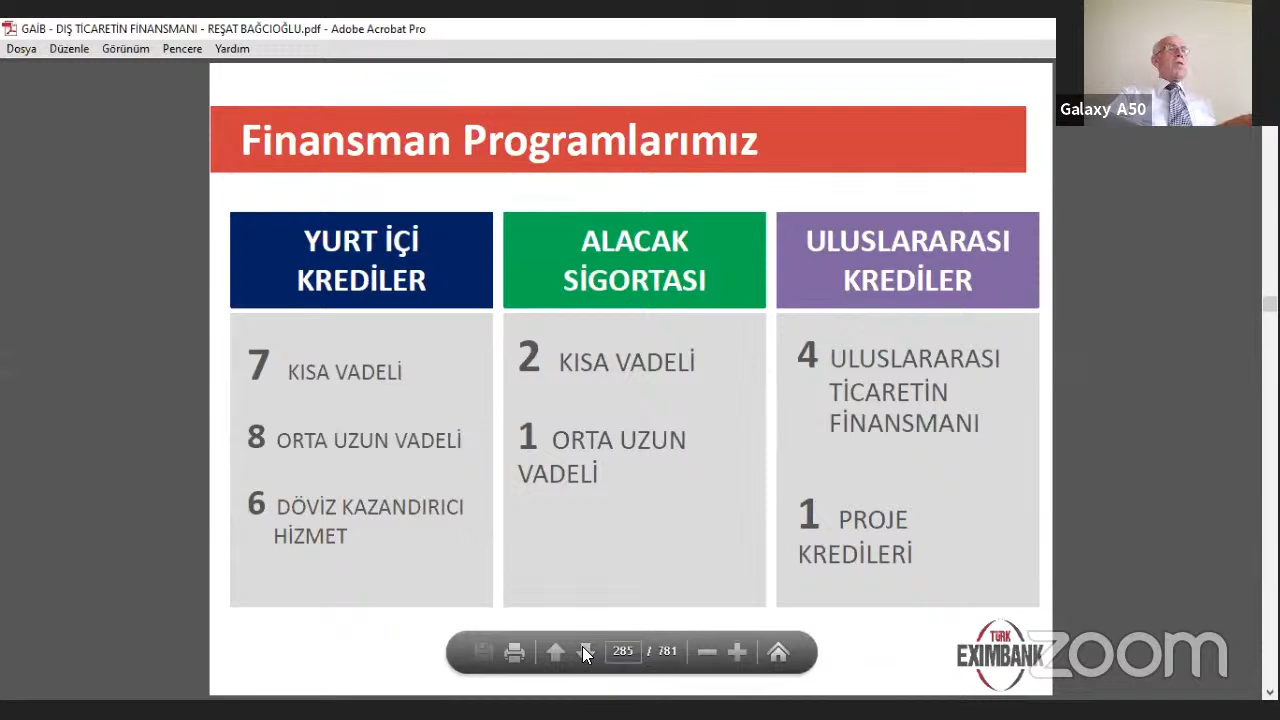 GAİB - DIŞ TİCARETİN FİNANSMANI - REŞAT BAĞCIOĞLU.pdf - Adobe Acrobat Pro
Dosya Düzenle Görünüm Pencere Yardım
Galaxy A50
Finansman Programlarımız
YURT İÇİ
KREDİLER
7 KISA VADELİ
8 ORTA UZUN VADELİ
6 DÖVİZ KAZANDIRICI
HİZMET
ALACAK
SİGORTASI
2 KISA VADELİ
1 ORTA UZUN
VADELİ
ULUSLARARASI
KREDİLER
4 ULUSLARARASI
TİCARETİN
FİNANSMANI
1 PROJE
KREDİLERİ
285 / 781
TÜRK
EXIMBANK
zoom